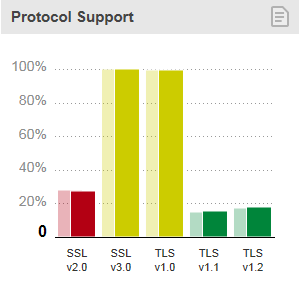 Protocol Support
100%
80%
60%
40%
20%
0
SSL v2.0
SSL v3.0
TLS v1.0
TLS v1.1
TLS v1.2